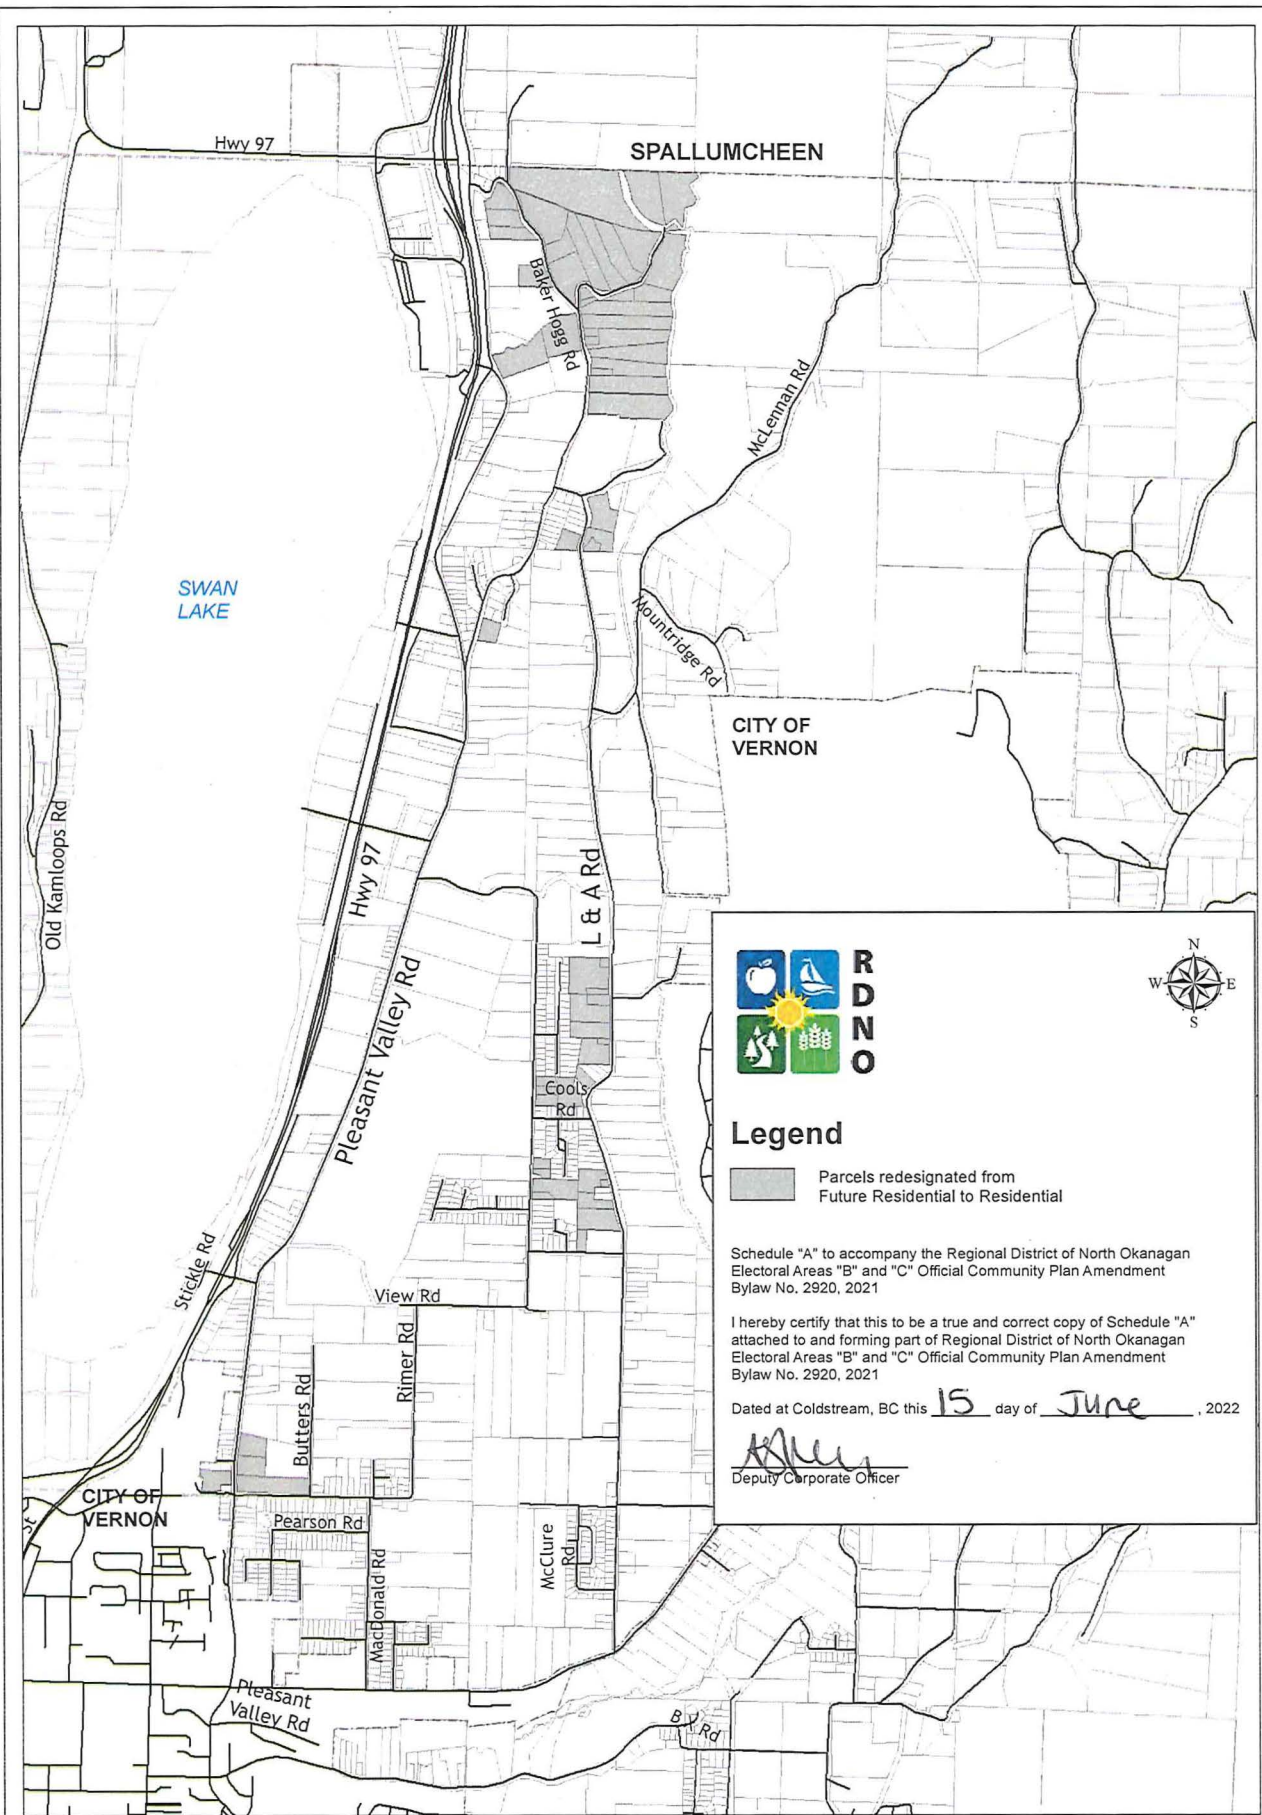 Hwy 97
SPALLUMCHEEN
Baker Hogg Rd
McLennan Rd
SWAN
LAKE
Mountridge Rd
CITY OF
VERNON
Old Kamloops Rd
Hwy 97
L & A Rd
Pleasant Valley Rd
Cools
Rd
Stickle Rd
View Rd
Rimer Rd
Butters Rd
CITY OF
VERNON
St
Pearson Rd
MacDonald Rd
McClure
Rd
Pleasant
Valley Rd
B X Rd
R
D
N
O
N
W E
S
Legend
Parcels redesignated from
Future Residential to Residential
Schedule "A" to accompany the Regional District of North Okanagan
Electoral Areas "B" and "C" Official Community Plan Amendment
Bylaw No. 2920, 2021
I hereby certify that this to be a true and correct copy of Schedule "A"
attached to and forming part of Regional District of North Okanagan
Electoral Areas "B" and "C" Official Community Plan Amendment
Bylaw No. 2920, 2021
Dated at Coldstream, BC this 15 day of June, 2022
Deputy Corporate Officer